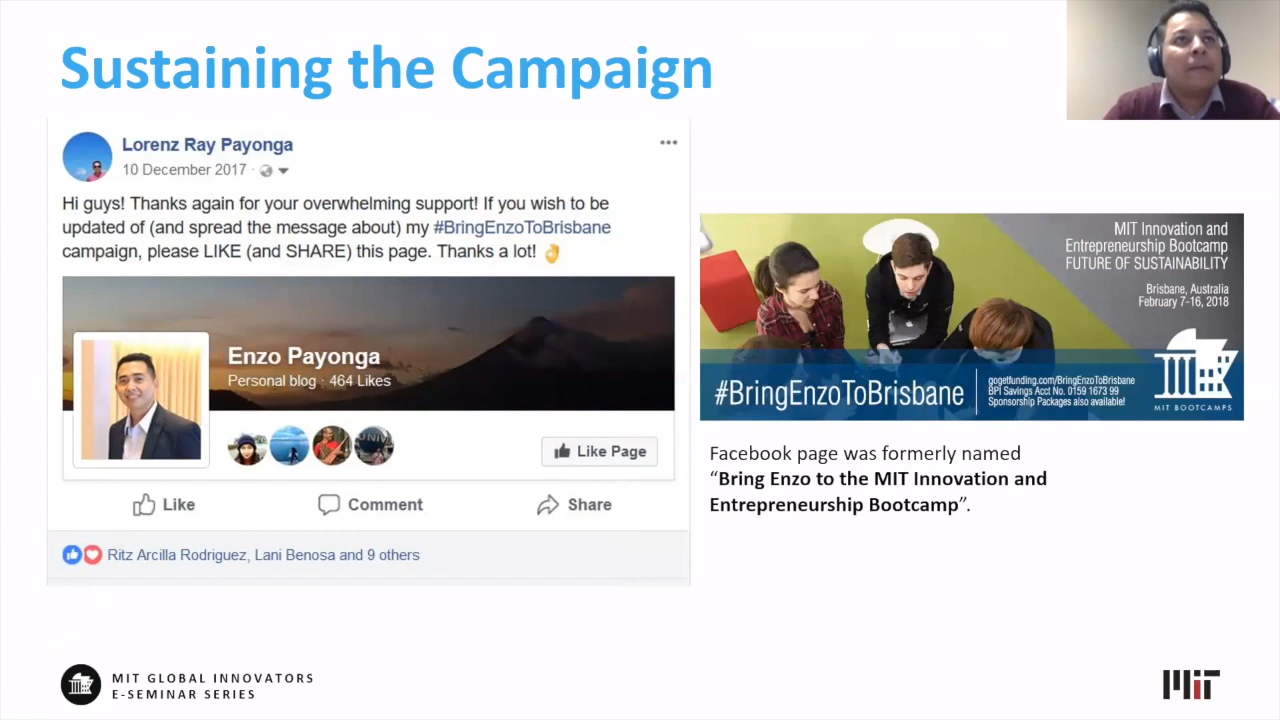 Sustaining the Campaign
Lorenz Ray Payonga
10 December 2017 ·
Hi guys! Thanks again for your overwhelming support! If you wish to be
updated of (and spread the message about) my #BringEnzoToBrisbane
campaign, please LIKE (and SHARE) this page. Thanks a lot! 👌
Enzo Payonga
Personal blog · 464 Likes
UNIV
Like Page
Like Comment Share
Ritz Arcilla Rodriguez, Lani Benosa and 9 others
MIT Innovation and
Entrepreneurship Bootcamp
FUTURE OF SUSTAINABILITY
Brisbane, Australia
February 7-16, 2018
#BringEnzoToBrisbane
gogetfunding.com/BringEnzoToBrisbane
BPI Savings Acct No. 0159 1673 99
Sponsorship Packages also available!
MIT BOOTCAMPS
Facebook page was formerly named
“Bring Enzo to the MIT Innovation and
Entrepreneurship Bootcamp”.
MIT GLOBAL INNOVATORS
E-SEMINAR SERIES
MIT